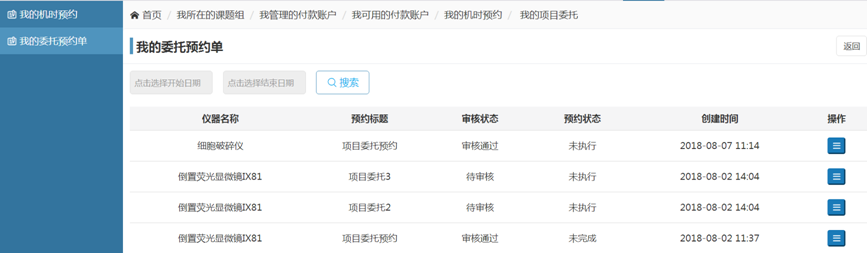 我的机时预约
我的委托预约单
首页 / 我所在的课题组 / 我管理的付款账户 / 我可用的付款账户 / 我的机时预约 / 我的项目委托
我的委托预约单
返回
点击选择开始日期 点击选择结束日期 搜索
仪器名称 预约标题 审核状态 预约状态 创建时间 操作
细胞破碎仪 项目委托预约 审核通过 未执行 2018-08-07 11:14
倒置荧光显微镜IX81 项目委托3 待审核 未执行 2018-08-02 14:04
倒置荧光显微镜IX81 项目委托2 待审核 未执行 2018-08-02 14:04
倒置荧光显微镜IX81 项目委托预约 审核通过 未完成 2018-08-02 11:37